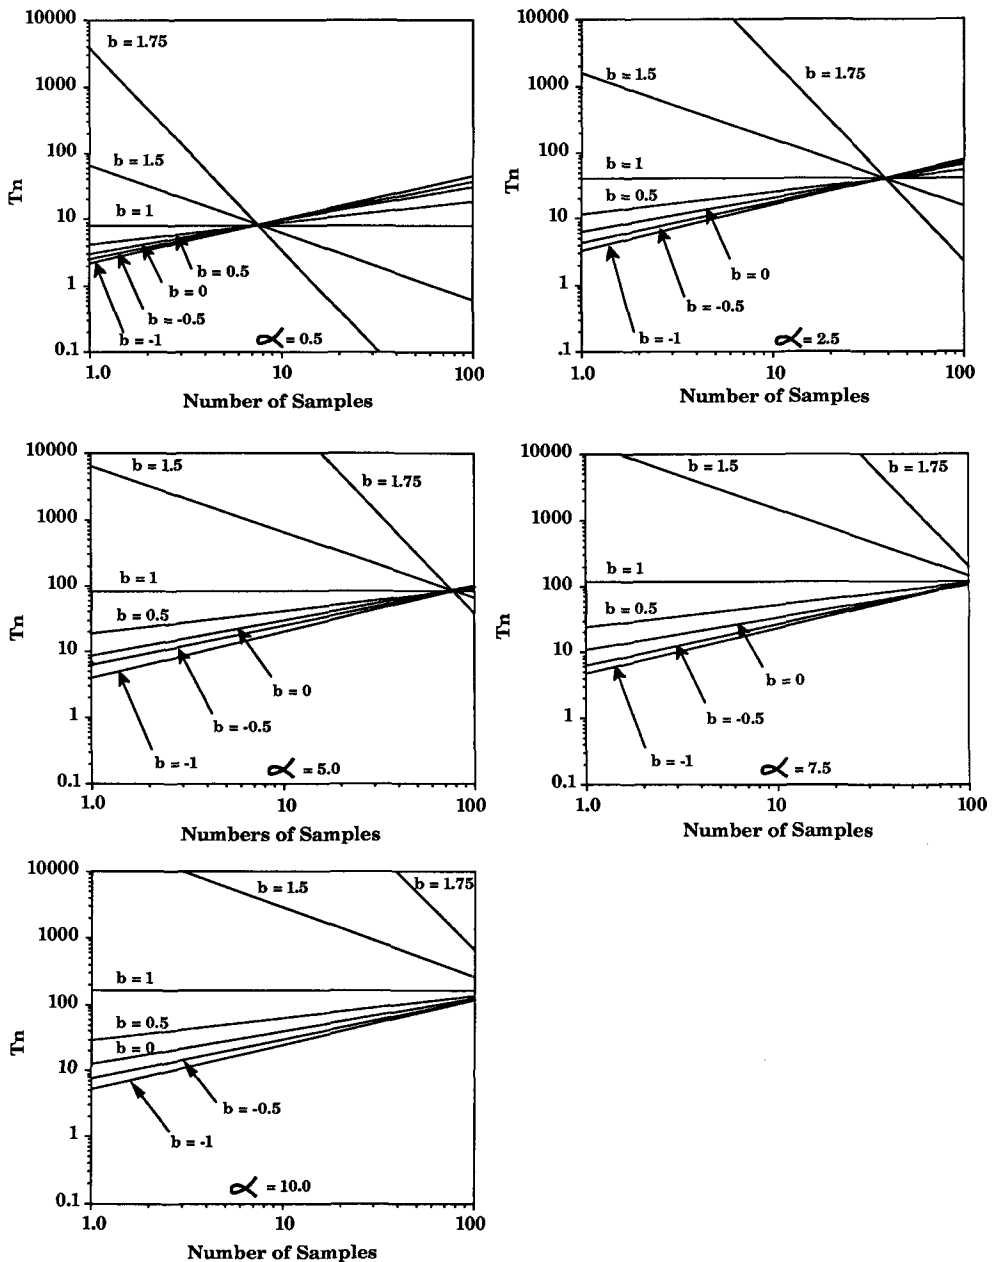 10000
1000
100
10
1
0.1
Tn
b = 1.75
b = 1.5
b = 1
b = 0.5
b = 0
b = -0.5
b = -1
α = 0.5
1.0 10 100
Number of Samples
10000
1000
100
10
1
.1
Tn
b = 1.5
b = 1.75
b = 1
b = 0.5
b = 0
b = -0.5
b = -1
α = 2.5
1.0 10 100
Number of Samples
10000
1000
100
10
1
0.1
Tn
b = 1.5
b = 1.75
b = 1
b = 0.5
b = 0
b = -0.5
b = -1
α = 5.0
1.0 10 100
Numbers of Samples
10000
1000
100
10
1
0.1
Tn
b = 1.5
b = 1.75
b = 1
b = 0.5
b = 0
b = -0.5
b = -1
α = 7.5
1.0 10 100
Number of Samples
10000
1000
100
10
1
0.1
Tn
b = 1.5
b = 1.75
b = 1
b = 0.5
b = 0
b = -0.5
b = -1
α = 10.0
1.0 10 100
Number of Samples